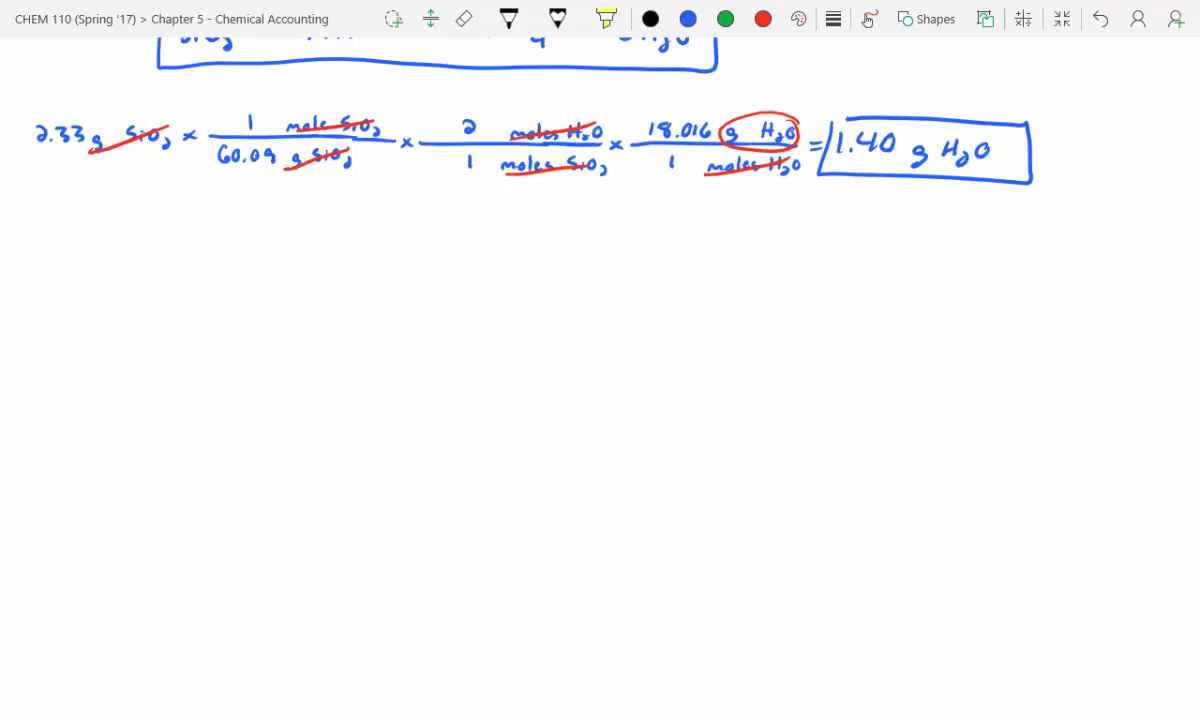 CHEM 110 (Spring '17) > Chapter 5 - Chemical Accounting
Shapes
2.33 g SiO₂ × 1 mole SiO₂ / 60.09 g SiO₂ × 2 moles H₂O / 1 moles SiO₂ × 18.016 g H₂O / 1 moles H₂O = 1.40 g H₂O